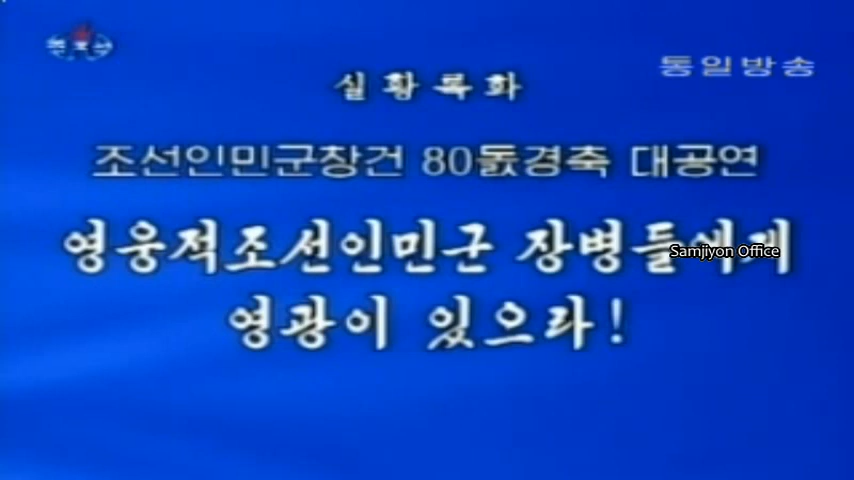 통일방송
실황록화
조선인민군창건 80돐경축 대공연
영웅적조선인민군 장병들에게
Samjiyon Office
영광이 있으라!